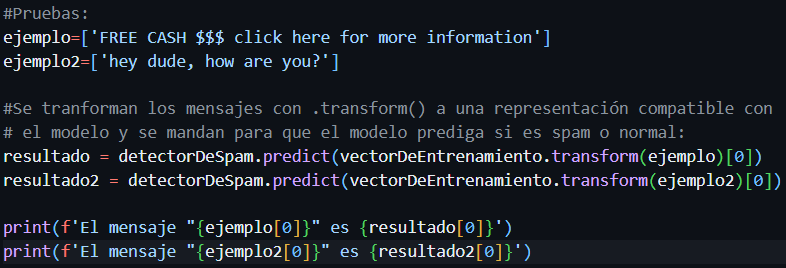 #Pruebas:
ejemplo=['FREE CASH $$$ click here for more information']
ejemplo2=['hey dude, how are you?']
#Se tranforman los mensajes con .transform() a una representación compatible con
# el modelo y se mandan para que el modelo prediga si es spam o normal:
resultado = detectorDeSpam.predict(vectorDeEntrenamiento.transform(ejemplo)[0])
resultado2 = detectorDeSpam.predict(vectorDeEntrenamiento.transform(ejemplo2)[0])
print(f'El mensaje "{ejemplo[0]}" es {resultado[0]}')
print(f'El mensaje "{ejemplo2[0]}" es {resultado2[0]}')